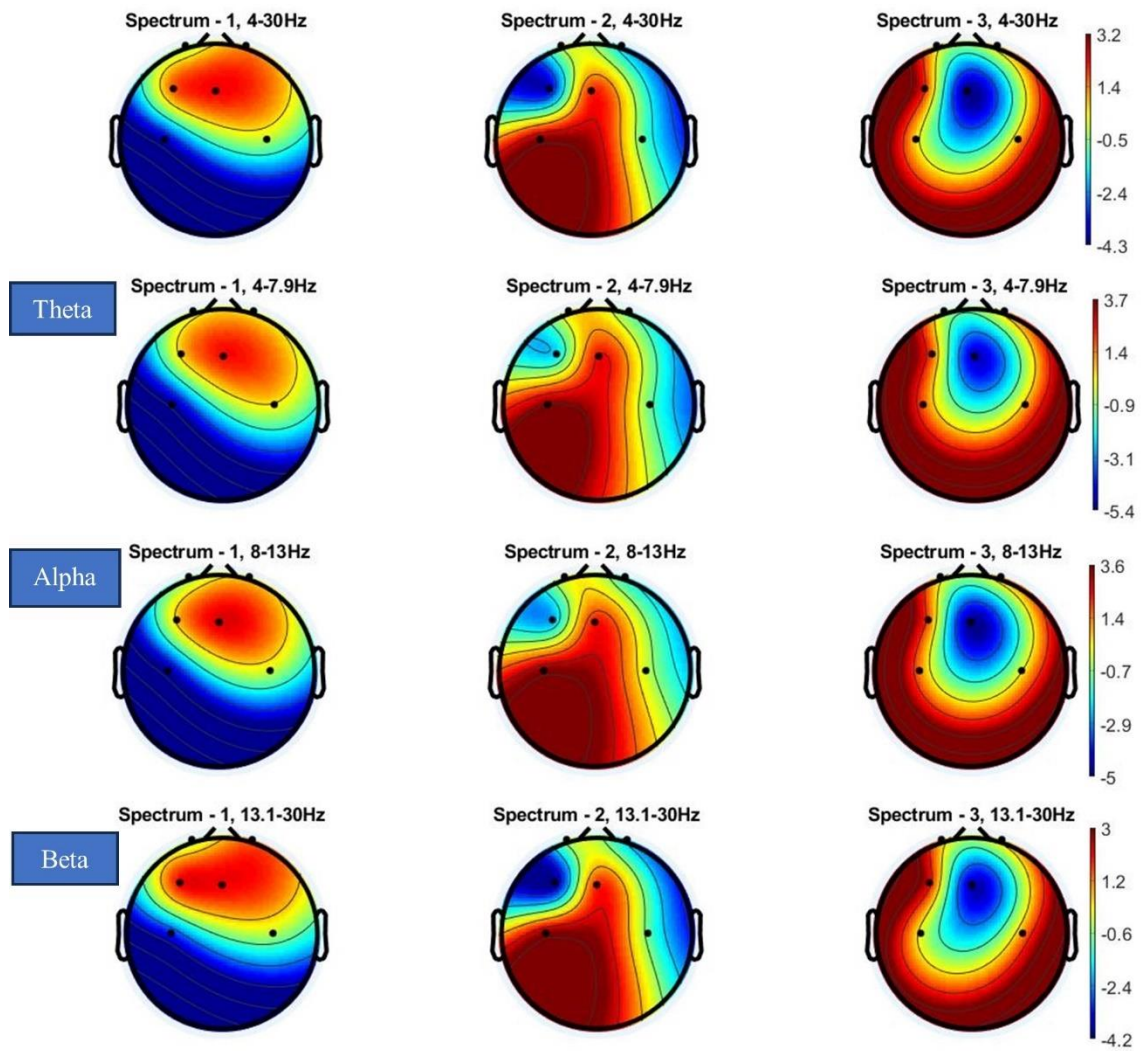 Spectrum - 1, 4-30Hz
Spectrum - 2, 4-30Hz
Spectrum - 3, 4-30Hz
3.2
1.4
-0.5
-2.4
-4.3
Theta
Spectrum - 1, 4-7.9Hz
Spectrum - 2, 4-7.9Hz
Spectrum - 3, 4-7.9Hz
3.7
1.4
-0.9
-3.1
-5.4
Alpha
Spectrum - 1, 8-13Hz
Spectrum - 2, 8-13Hz
Spectrum - 3, 8-13Hz
3.6
1.4
-0.7
-2.9
-5
Beta
Spectrum - 1, 13.1-30Hz
Spectrum - 2, 13.1-30Hz
Spectrum - 3, 13.1-30Hz
3
1.2
-0.6
-2.4
-4.2